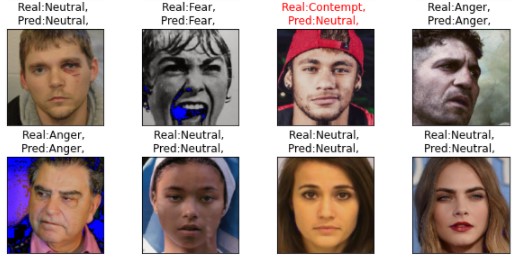 Real:Neutral,
Pred:Neutral,
Real:Fear,
Pred:Fear,
Real:Contempt,
Pred:Neutral,
Real:Anger,
Pred:Anger,
Real:Anger,
Pred:Anger,
Real:Neutral,
Pred:Neutral,
Real:Neutral,
Pred:Neutral,
Real:Neutral,
Pred:Neutral,